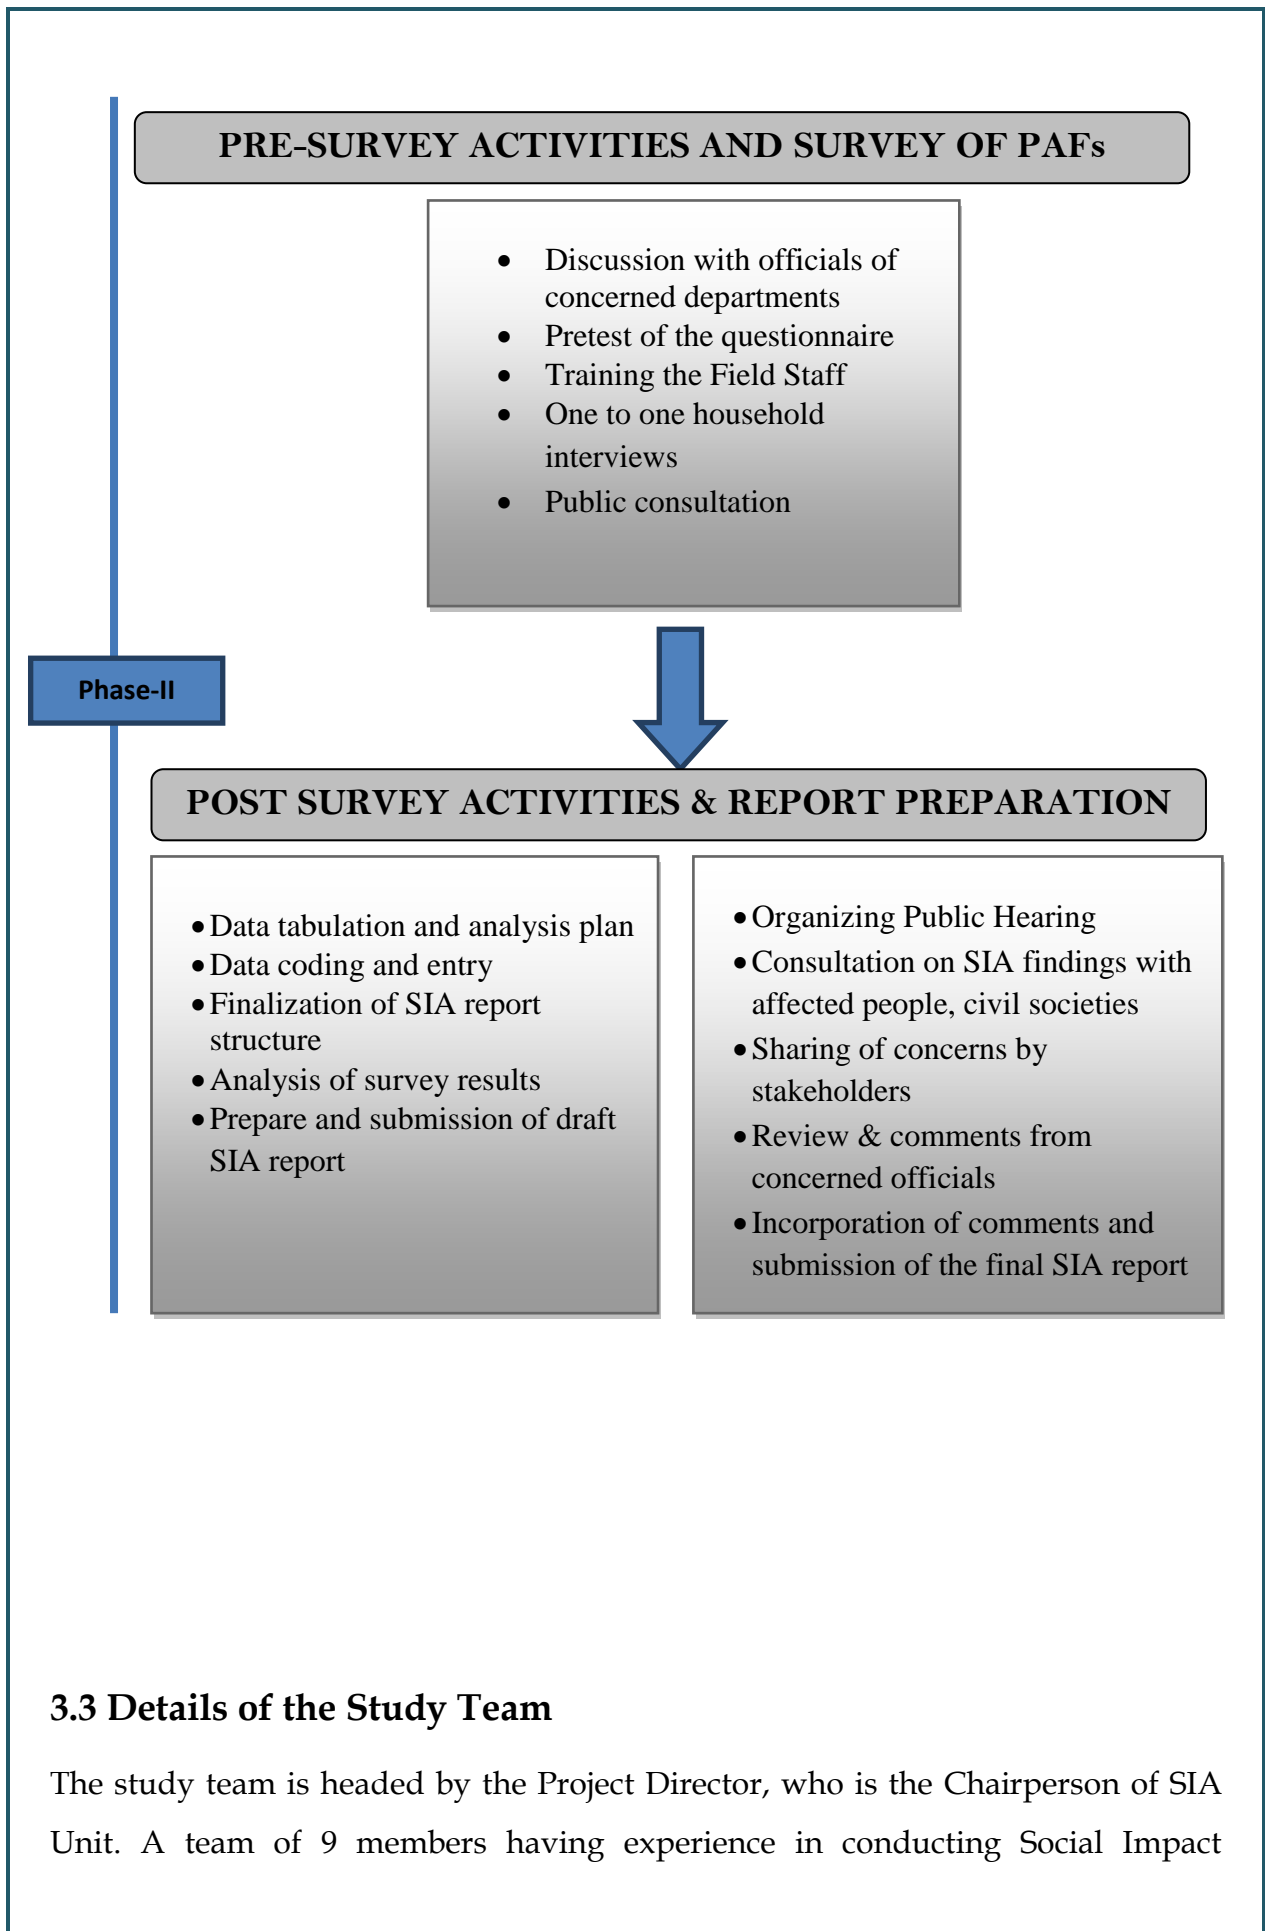 PRE-SURVEY ACTIVITIES AND SURVEY OF PAFs
• Discussion with officials of
concerned departments
• Pretest of the questionnaire
• Training the Field Staff
• One to one household
interviews
• Public consultation
Phase-II
POST SURVEY ACTIVITIES & REPORT PREPARATION
• Data tabulation and analysis plan
• Data coding and entry
• Finalization of SIA report
structure
• Analysis of survey results
• Prepare and submission of draft
SIA report
• Organizing Public Hearing
• Consultation on SIA findings with
affected people, civil societies
• Sharing of concerns by
stakeholders
• Review & comments from
concerned officials
• Incorporation of comments and
submission of the final SIA report
3.3 Details of the Study Team
The study team is headed by the Project Director, who is the Chairperson of SIA
Unit. A team of 9 members having experience in conducting Social Impact